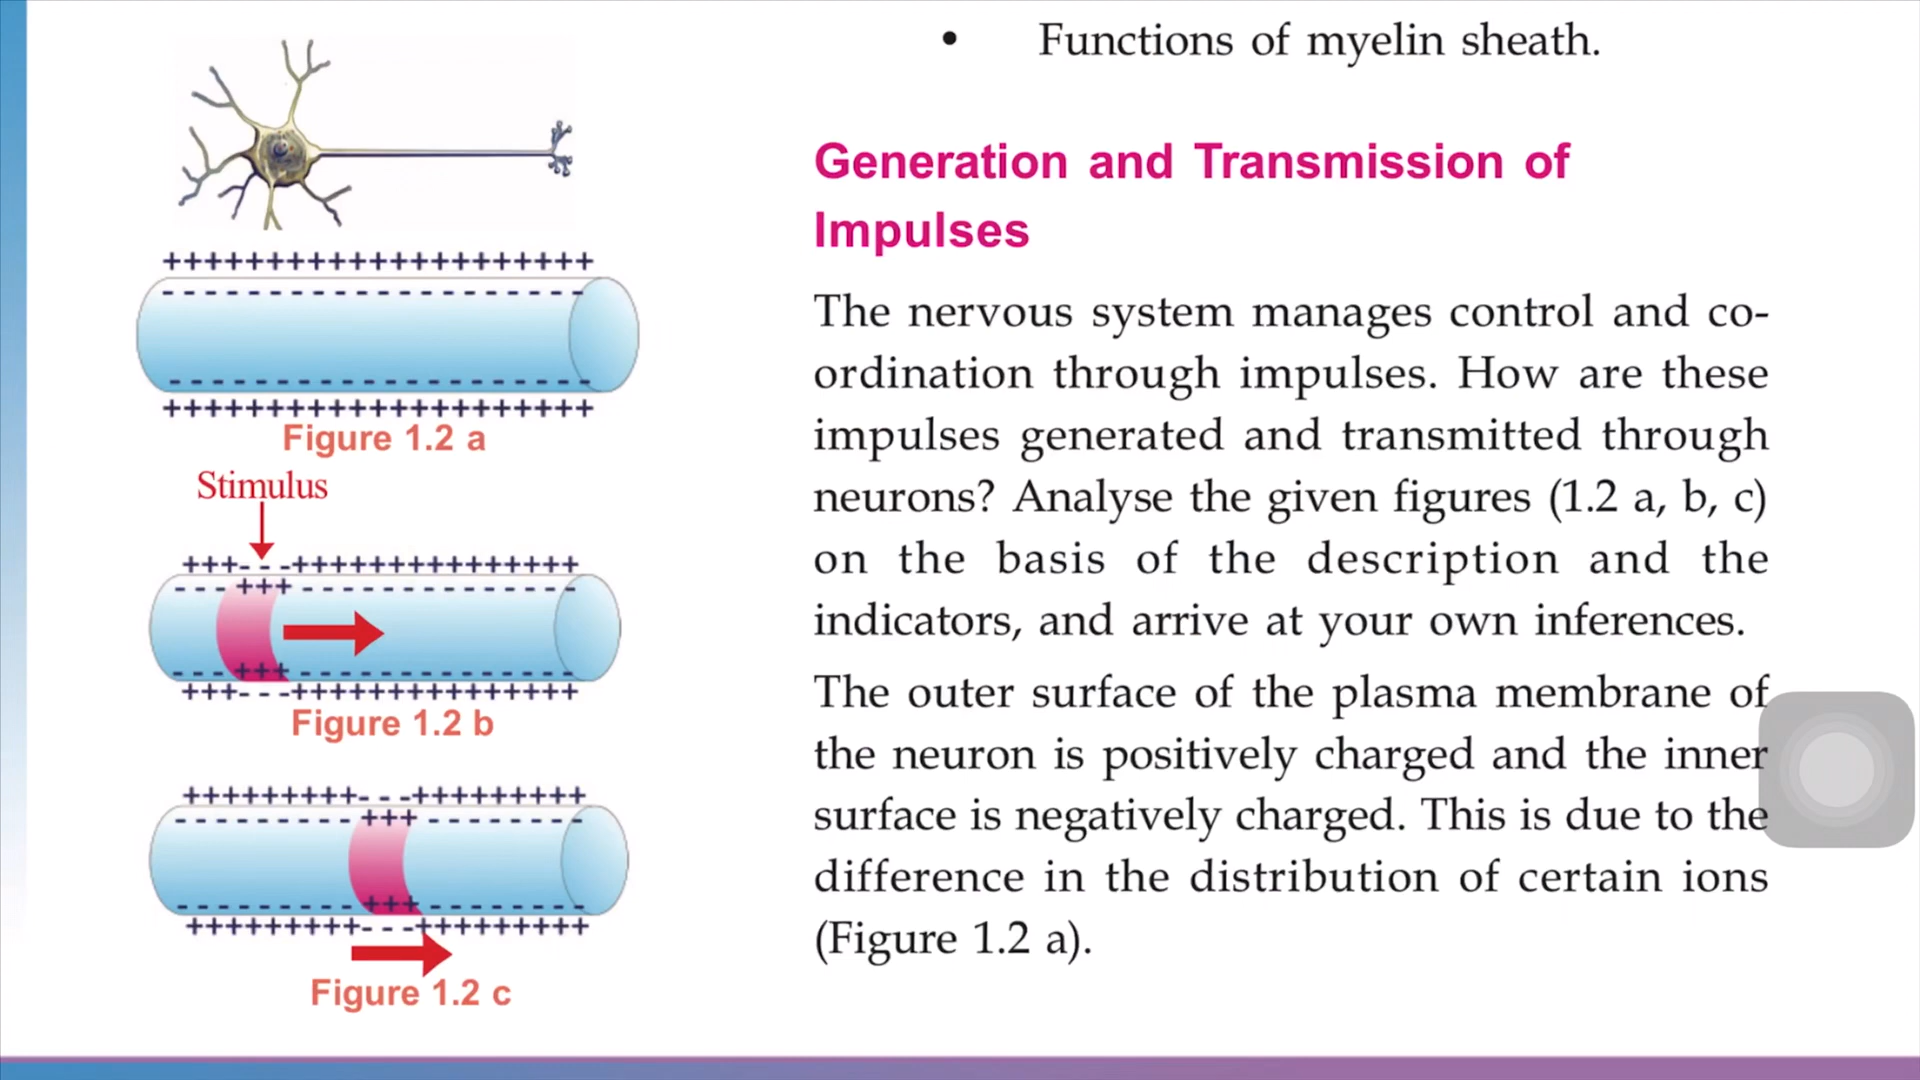 • Functions of myelin sheath.
Generation and Transmission of
Impulses
The nervous system manages control and co-
ordination through impulses. How are these
impulses generated and transmitted through
neurons? Analyse the given figures (1.2 a, b, c)
on the basis of the description and the
indicators, and arrive at your own inferences.
The outer surface of the plasma membrane of
the neuron is positively charged and the inner
surface is negatively charged. This is due to the
difference in the distribution of certain ions
(Figure 1.2 a).
Figure 1.2 a
Stimulus
Figure 1.2 b
Figure 1.2 c